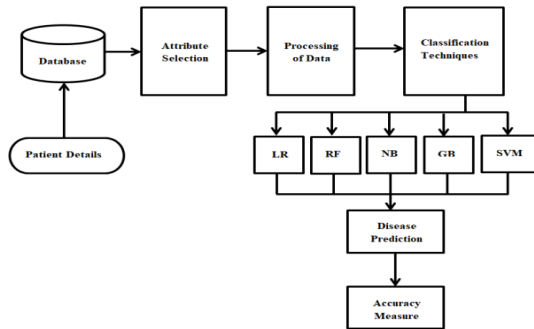 Database
Attribute
Selection
Processing
of Data
Classification
Techniques
Patient Details
LR
RF
NB
GB
SVM
Disease
Prediction
Accuracy
Measure